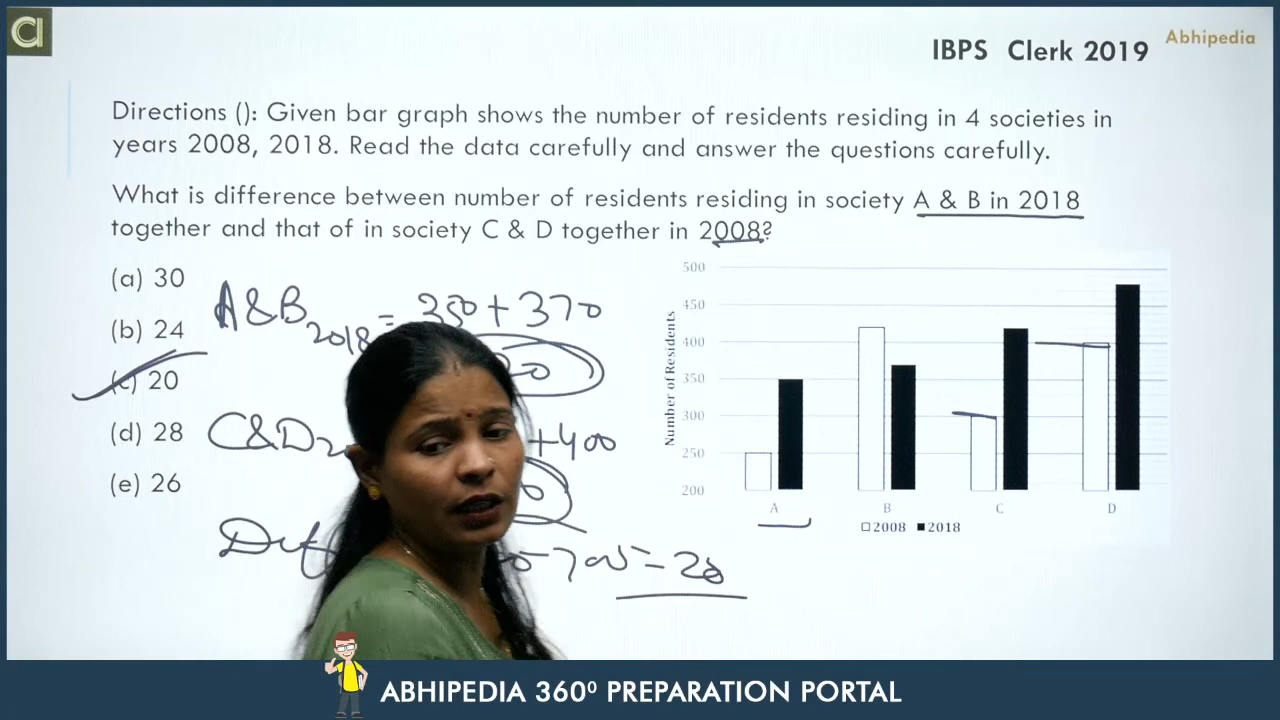 IBPS Clerk 2019
Abhipedia
Directions (): Given bar graph shows the number of residents residing in 4 societies in
years 2008, 2018. Read the data carefully and answer the questions carefully.
What is difference between number of residents residing in society A & B in 2018
together and that of in society C & D together in 2008?
(a) 30
(b) 24
(c) 20
(d) 28
(e) 26
A&B 2018 = 350 + 370
C&D
+400
= 20
500
450
400
350
300
250
200
Number of Residents
A B C D
2008 2018
ABHIPEDIA 360⁰ PREPARATION PORTAL